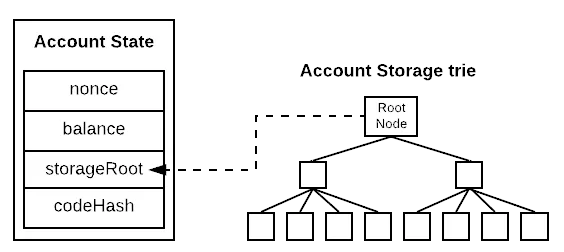 Account State
nonce
balance
storageRoot
codeHash
Account Storage trie
Root
Node